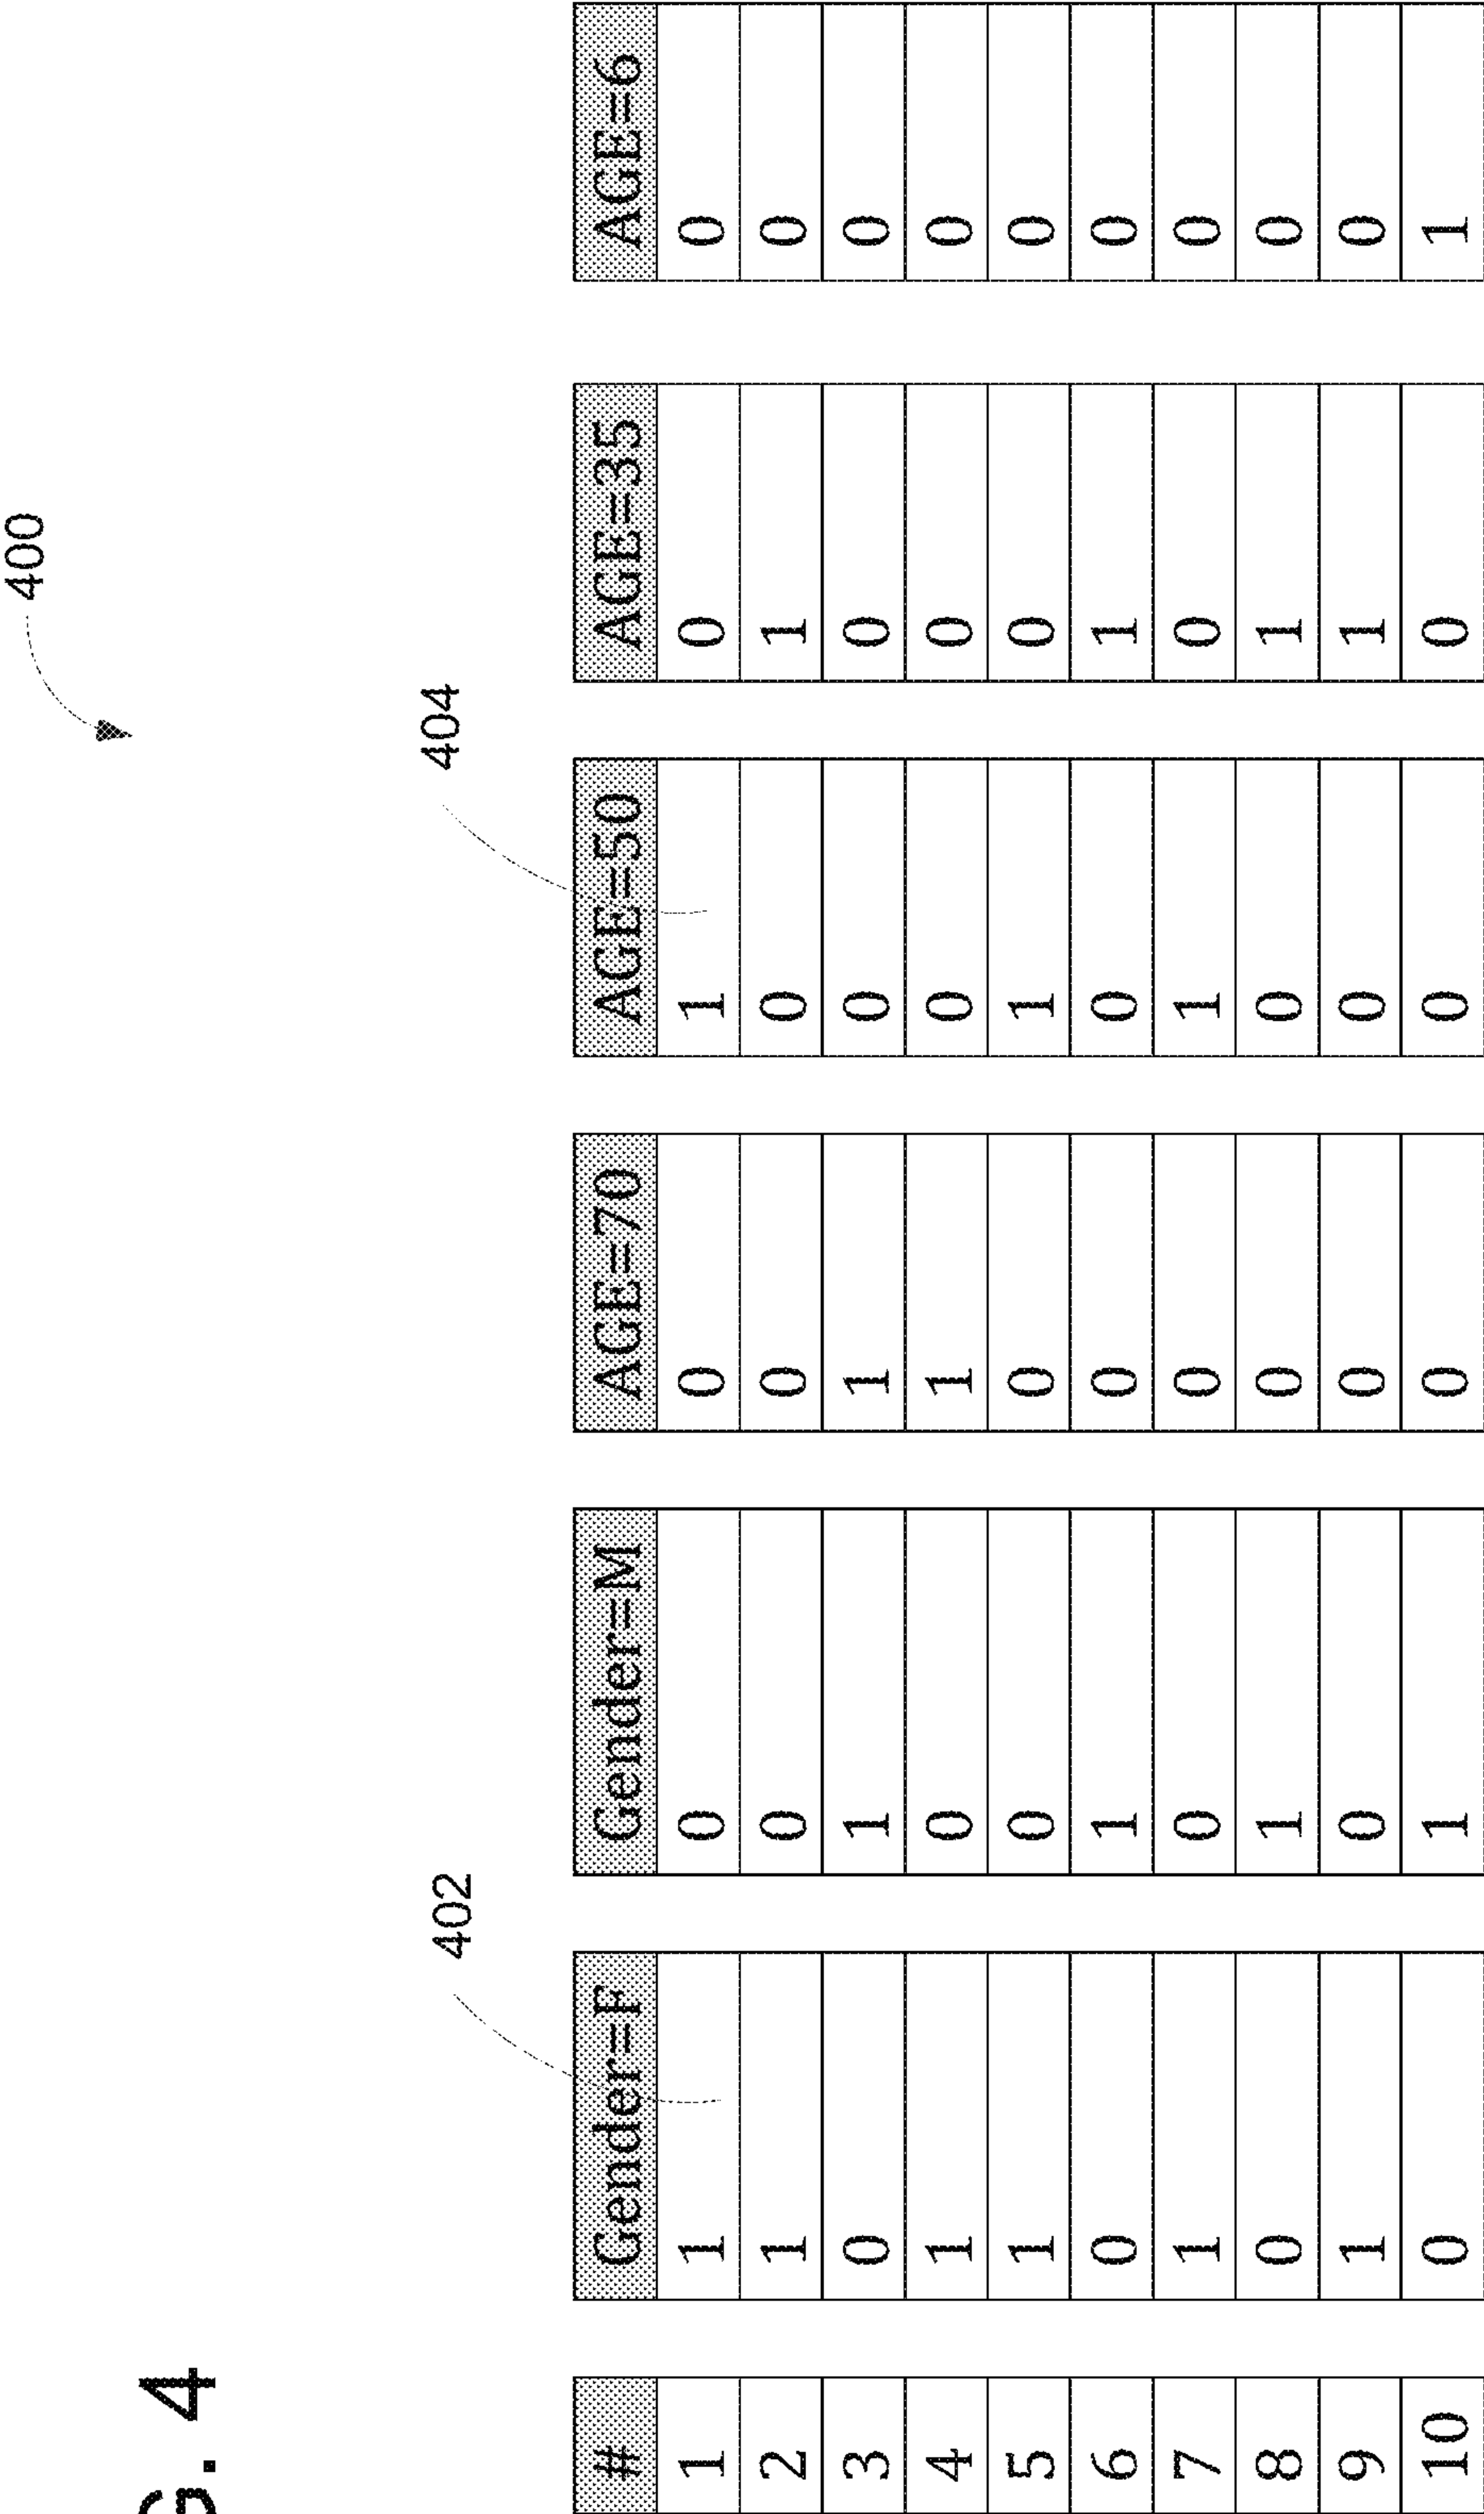 400
G. 4
404
402
# Gender=F Gender=M AGE=70 AGE=50 AGE=35 AGE=6
1 1 0 0 1 0 0
2 1 0 0 0 1 0
3 0 1 1 0 0 0
4 1 0 1 0 0 0
5 1 0 0 1 0 0
6 0 1 0 0 1 0
7 1 0 0 1 0 0
8 0 1 0 0 1 0
9 1 0 0 0 1 0
10 0 1 0 0 0 1